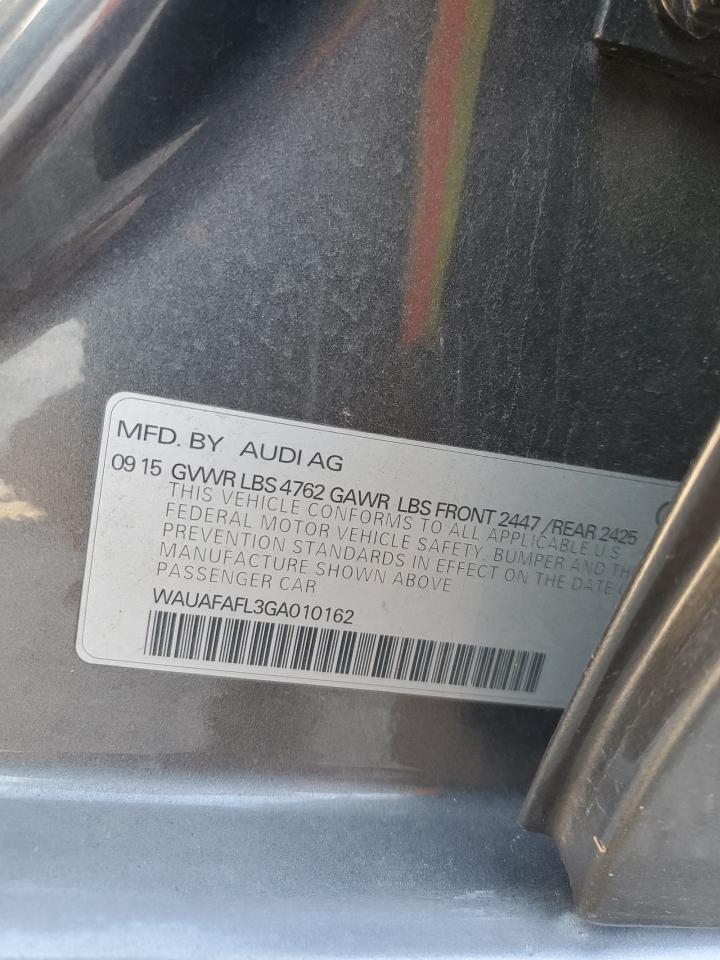 MFD. BY AUDI AG
09 15 GVWR LBS 4762 GAWR LBS FRONT 2447 /REAR 2425
THIS VEHICLE CONFORMS TO ALL APPLICABLE U.S.
FEDERAL MOTOR VEHICLE SAFETY, BUMPER AND
PREVENTION STANDARDS IN EFFECT ON THE DATE
MANUFACTURE SHOWN ABOVE
PASSENGER CAR
WAUAFAFL3GA010162